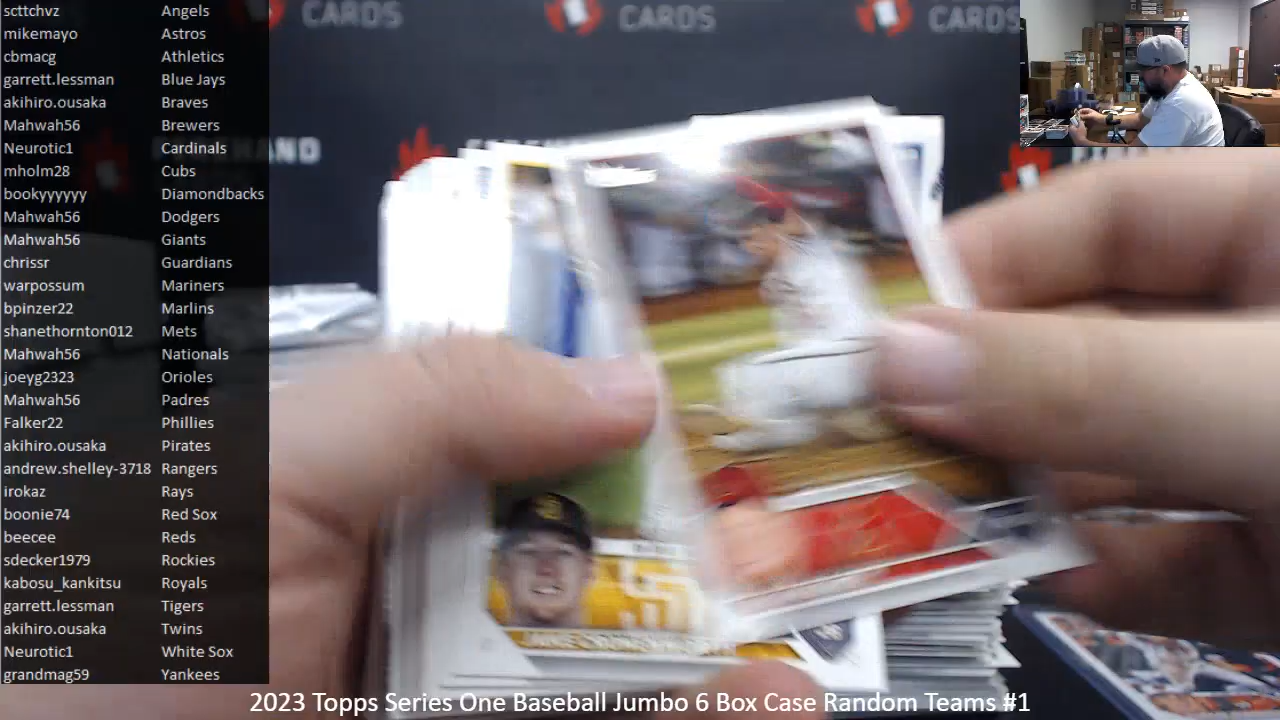 scttchvz Angels
mikemayo Astros
cbmacg Athletics
garrett.lessman Blue Jays
akihiro.ousaka Braves
Mahwah56 Brewers
Neurotic1 Cardinals
mholm28 Cubs
bookyyyyyy Diamondbacks
Mahwah56 Dodgers
Mahwah56 Giants
chrissr Guardians
warpossum Mariners
bpinzer22 Marlins
shanethornton012 Mets
Mahwah56 Nationals
joeyg2323 Orioles
Mahwah56 Padres
Falker22 Phillies
akihiro.ousaka Pirates
andrew.shelley-3718 Rangers
irokaz Rays
boonie74 Red Sox
beecee Reds
sdecker1979 Rockies
kabosu_kankitsu Royals
garrett.lessman Tigers
akihiro.ousaka Twins
Neurotic1 White Sox
grandmag59 Yankees
CARDS CARDS CARDS
2023 Topps Series One Baseball Jumbo 6 Box Case Random Teams #1